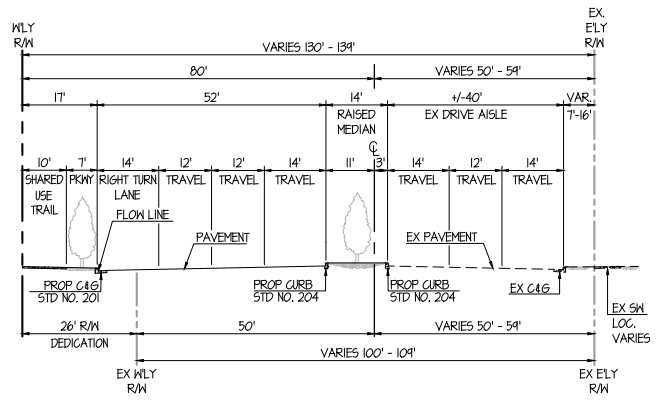 W'LY
R/W
EX.
E'LY
R/W
VARIES 130' - 139'
80'
VARIES 50' - 59'
17'
52'
14'
+/-40'
VAR.
RAISED
MEDIAN
EX DRIVE AISLE
7'-16'
℄
10'
7'
14'
12'
12'
14'
11'
3'
14'
12'
14'
SHARED
USE
TRAIL
PKWY
RIGHT TURN
LANE
TRAVEL
TRAVEL
TRAVEL
TRAVEL
TRAVEL
TRAVEL
FLOW LINE
PAVEMENT
EX PAVEMENT
PROP C&G
STD NO. 201
PROP CURB
STD NO. 204
PROP CURB
STD NO. 204
EX C&G
EX SW
LOC.
VARIES
26' R/W
DEDICATION
50'
VARIES 50' - 59'
VARIES 100' - 109'
EX W'LY
R/W
EX E'LY
R/W